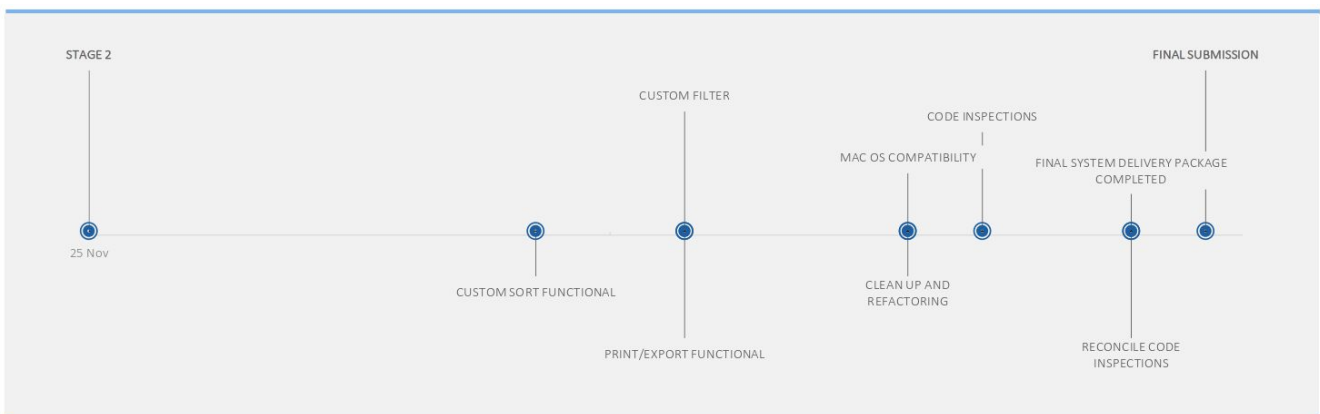 STAGE 2
FINAL SUBMISSION
CUSTOM FILTER
CODE INSPECTIONS
MAC OS COMPATIBILITY
FINAL SYSTEM DELIVERY PACKAGE
COMPLETED
25 Nov
CUSTOM SORT FUNCTIONAL
CLEAN UP AND
REFACTORING
PRINT/EXPORT FUNCTIONAL
RECONCILE CODE
INSPECTIONS